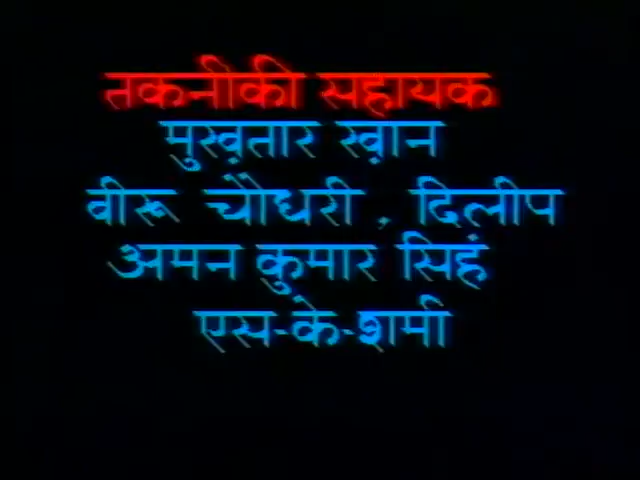 तकनीकी सहायक
मुख़तार ख़ान
वीरू चौधरी , दिलीप
अमन कुमार सिहं
एस-के-शर्मा